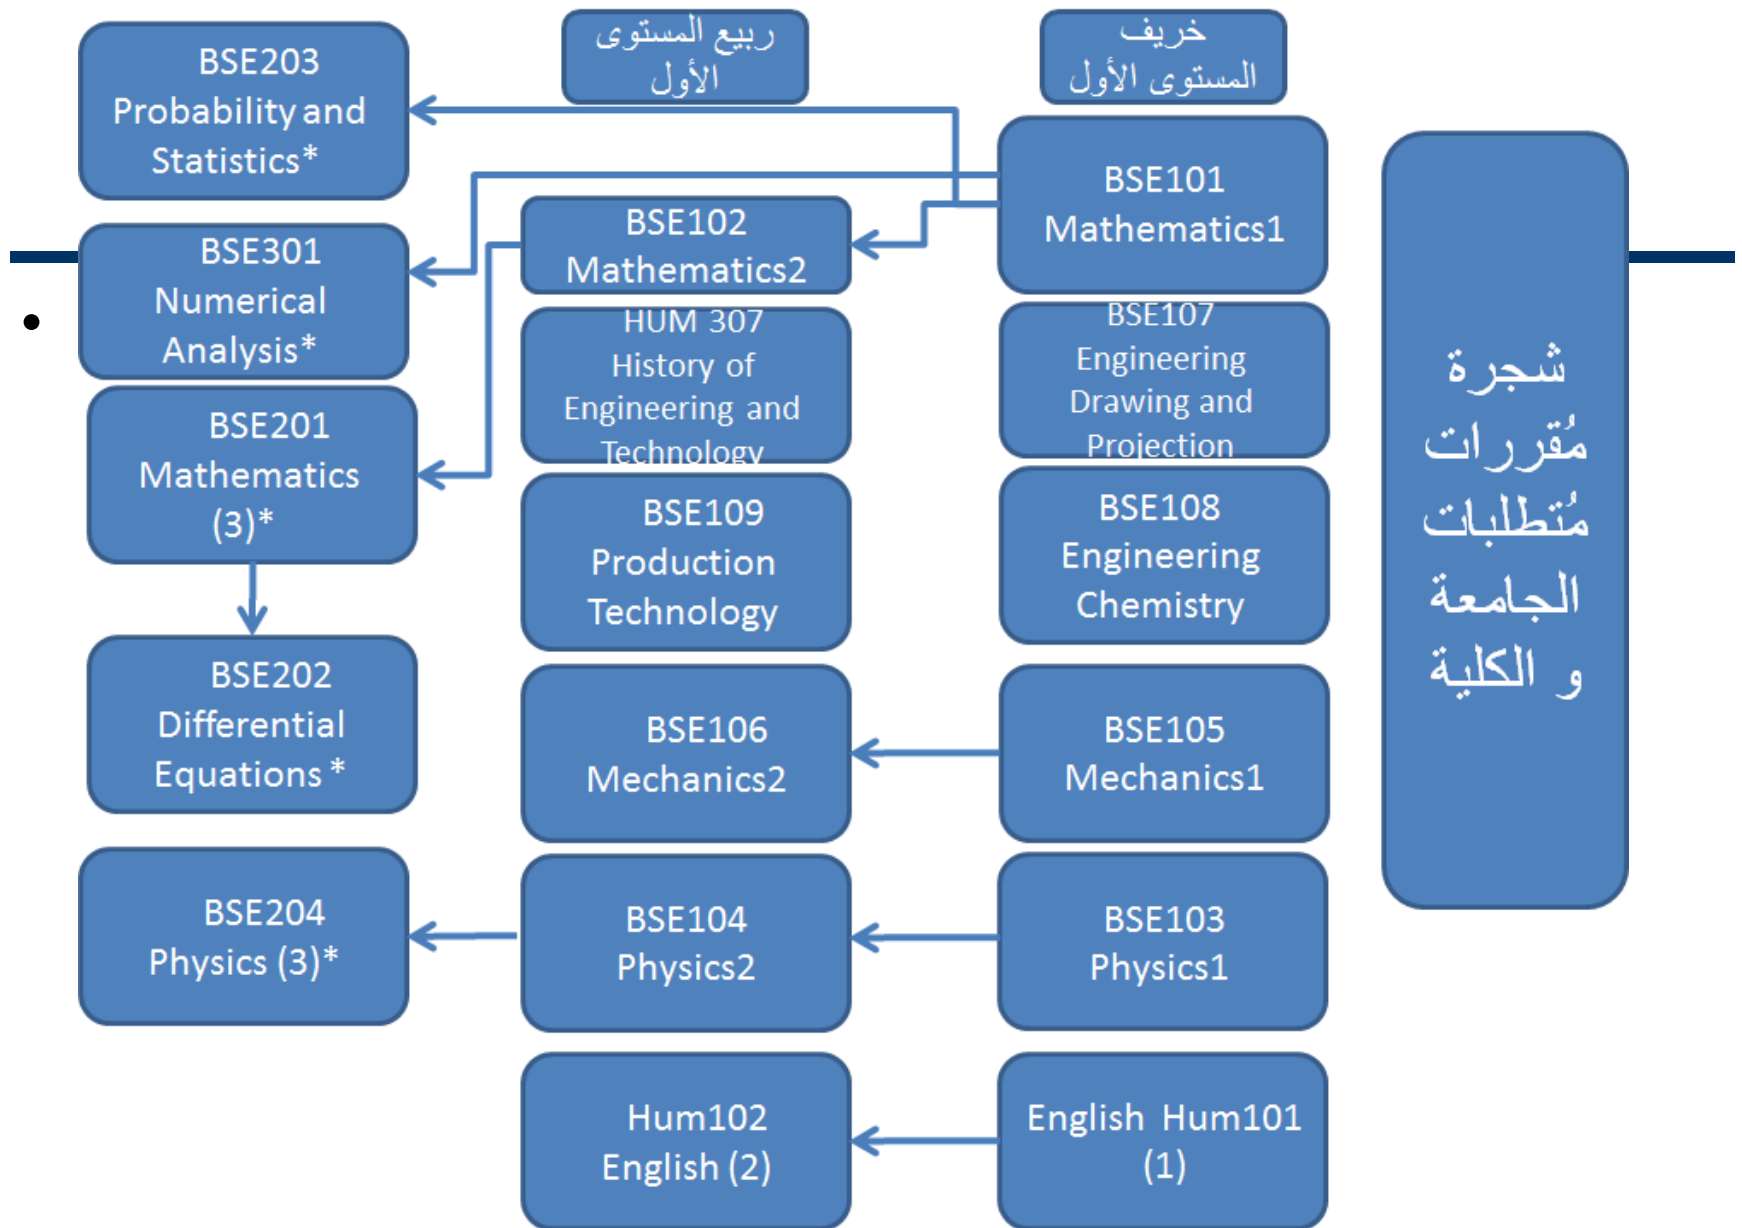 شجرة
مُقررات
مُتطلبات
الجامعة
و الكلية
خريف
المستوى الأول
BSE101
Mathematics1
BSE107
Engineering
Drawing and
Projection
BSE108
Engineering
Chemistry
BSE105
Mechanics1
BSE103
Physics1
English Hum101
(1)
ربيع المستوى
الأول
BSE102
Mathematics2
HUM 307
History of
Engineering and
Technology
BSE109
Production
Technology
BSE106
Mechanics2
BSE104
Physics2
Hum102
English (2)
BSE203
Probability and
Statistics*
BSE301
Numerical
Analysis*
BSE201
Mathematics
(3)*
BSE202
Differential
Equations *
BSE204
Physics (3)*